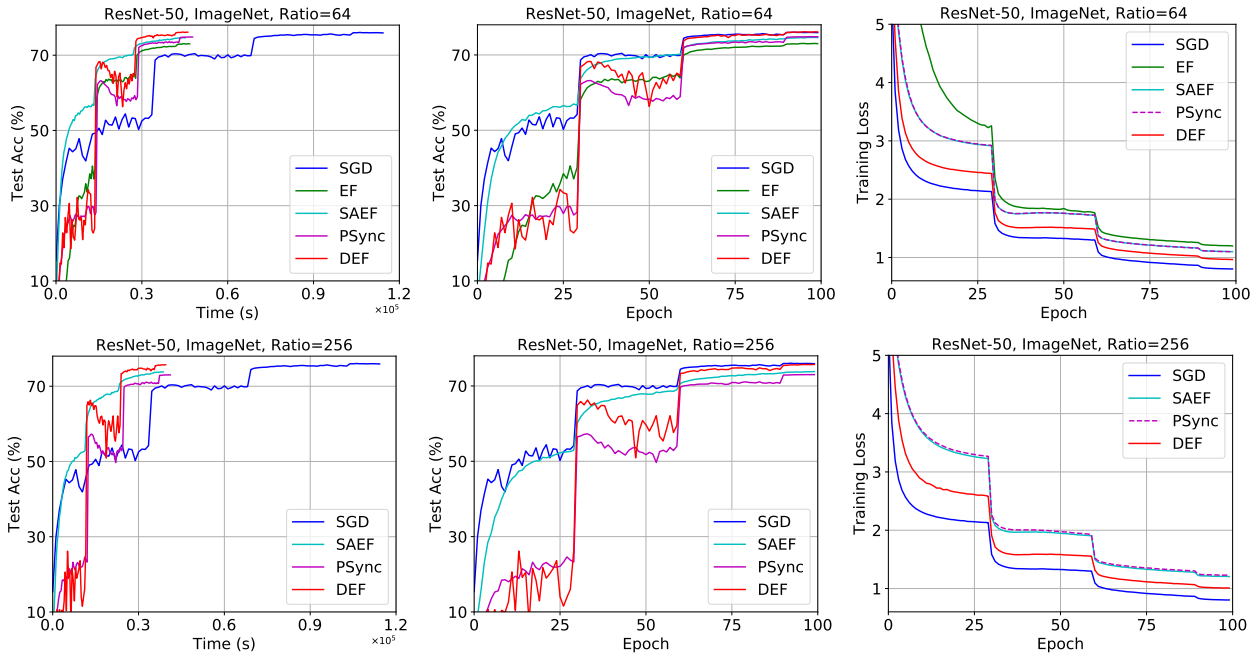 ResNet-50, ImageNet, Ratio=64
Test Acc (%)
70
50
30
10
SGD
EF
SAEF
PSync
DEF
0.0
0.3
0.6
0.9
1.2
Time (s)
×10⁵
ResNet-50, ImageNet, Ratio=64
Test Acc (%)
70
50
30
10
SGD
EF
SAEF
PSync
DEF
0
25
50
75
100
Epoch
ResNet-50, ImageNet, Ratio=64
Training Loss
5
4
3
2
1
SGD
EF
SAEF
PSync
DEF
0
25
50
75
100
Epoch
ResNet-50, ImageNet, Ratio=256
Test Acc (%)
70
50
30
10
SGD
SAEF
PSync
DEF
0.0
0.3
0.6
0.9
1.2
Time (s)
×10⁵
ResNet-50, ImageNet, Ratio=256
Test Acc (%)
70
50
30
10
SGD
SAEF
PSync
DEF
0
25
50
75
100
Epoch
ResNet-50, ImageNet, Ratio=256
Training Loss
5
4
3
2
1
SGD
SAEF
PSync
DEF
0
25
50
75
100
Epoch